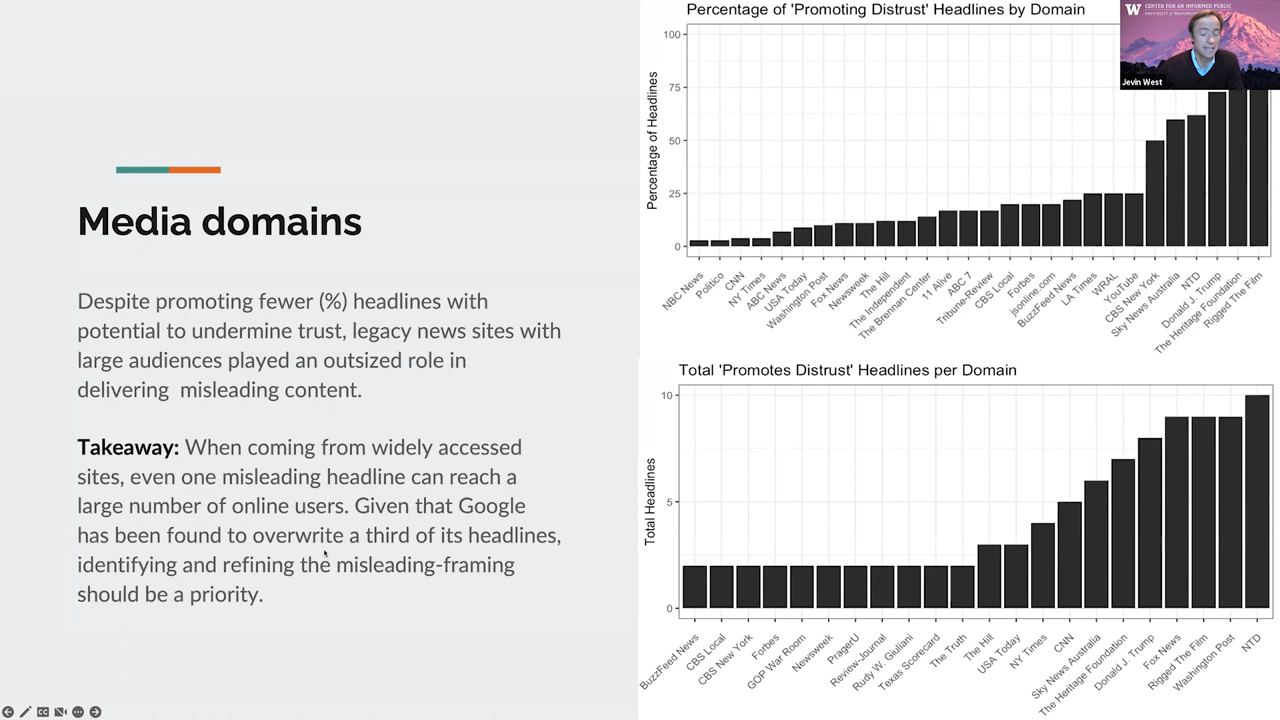 Media domains
Despite promoting fewer (%) headlines with
potential to undermine trust, legacy news sites with
large audiences played an outsized role in
delivering  misleading content.
Takeaway: When coming from widely accessed
sites, even one misleading headline can reach a
large number of online users. Given that Google
has been found to overwrite a third of its headlines,
identifying and refining the misleading-framing
should be a priority.
Percentage of 'Promoting Distrust' Headlines by Domain
Percentage of Headlines
100
75
50
25
0
NBC News
Politico
CNN
NY Times
ABC News
USA Today
Washington Post
Fox News
Newsweek
The Hill
The Independent
The Brennan Center
11 Alive
ABC 7
Tribune-Review
CBS Local
Forbes
jsonline.com
BuzzFeed News
LA Times
WRAL
YouTube
CBS New York
Sky News Australia
NTD
Donald J. Trump
The Heritage Foundation
Rigged The Film
W CENTER FOR AN INFORMED PUBLIC
UNIVERSITY of WASHINGTON
Jevin West
Total 'Promotes Distrust' Headlines per Domain
Total Headlines
10
5
0
BuzzFeed News
CBS Local
CBS New York
Forbes
GOP War Room
Newsweek
PragerU
Review-Journal
Rudy W. Giuliani
Texas Scorecard
The Truth
The Hill
USA Today
NY Times
CNN
Sky News Australia
The Heritage Foundation
Donald J. Trump
Fox News
Rigged The Film
Washington Post
NTD